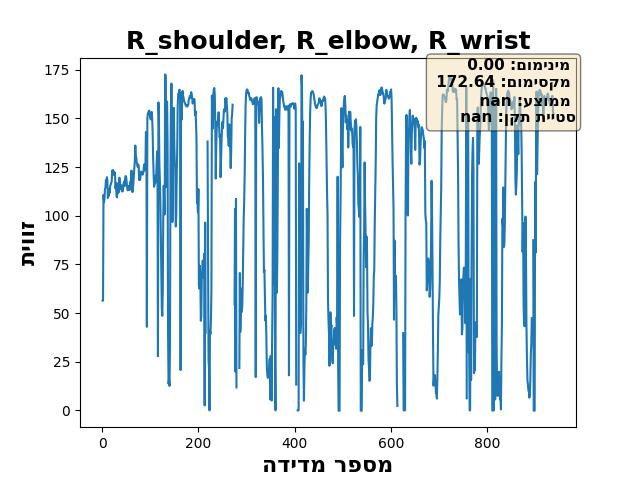 R_shoulder, R_elbow, R_wrist
מינימום: 0.00
מקסימום: 172.64
ממוצע: nan
סטיית תקן: nan
175
150
125
100
75
50
25
0
זווית
0 200 400 600 800
מספר מדידה